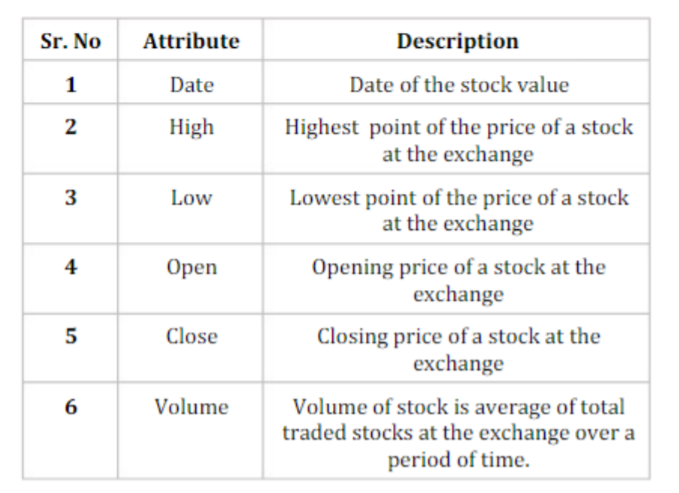 Sr. No Attribute Description
1 Date Date of the stock value
2 High Highest point of the price of a stock
at the exchange
3 Low Lowest point of the price of a stock
at the exchange
4 Open Opening price of a stock at the
exchange
5 Close Closing price of a stock at the
exchange
6 Volume Volume of stock is average of total
traded stocks at the exchange over a
period of time.